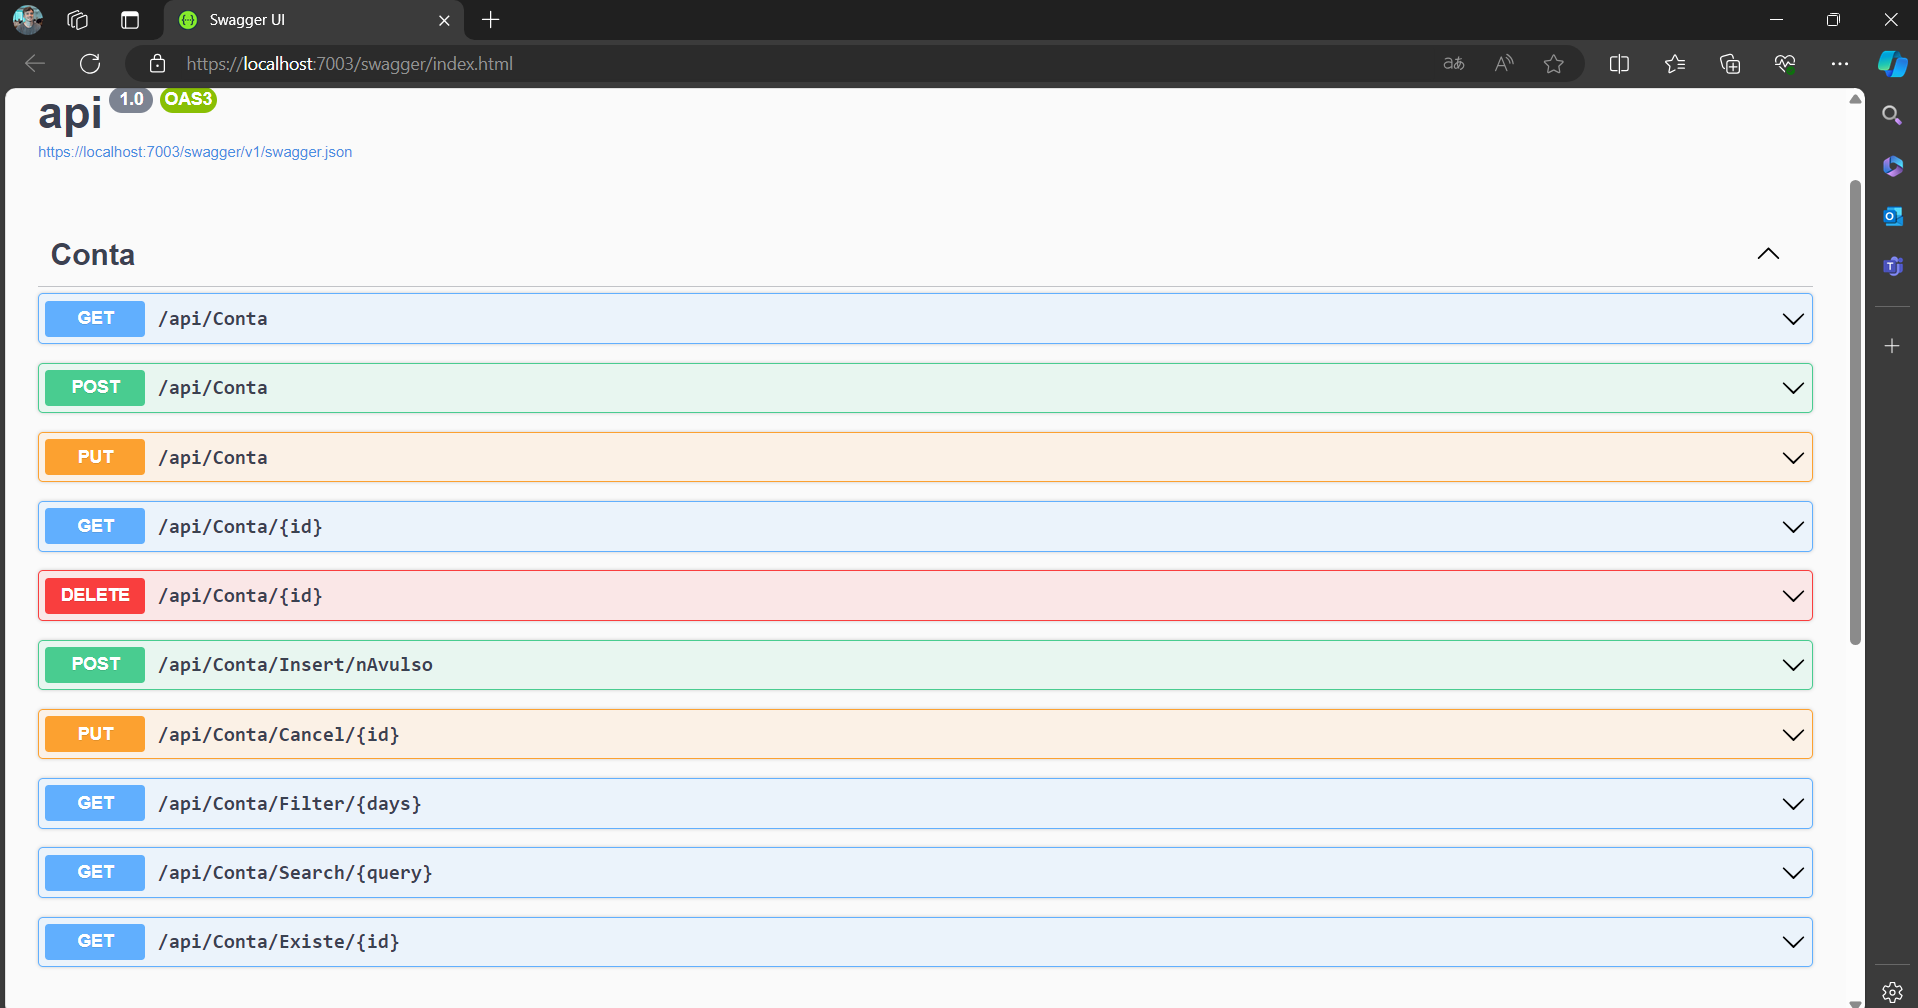 Swagger UI
https://localhost:7003/swagger/index.html
api 1.0 OAS3
https://localhost:7003/swagger/v1/swagger.json
Conta
GET /api/Conta
POST /api/Conta
PUT /api/Conta
GET /api/Conta/{id}
DELETE /api/Conta/{id}
POST /api/Conta/Insert/nAvulso
PUT /api/Conta/Cancel/{id}
GET /api/Conta/Filter/{days}
GET /api/Conta/Search/{query}
GET /api/Conta/Existe/{id}